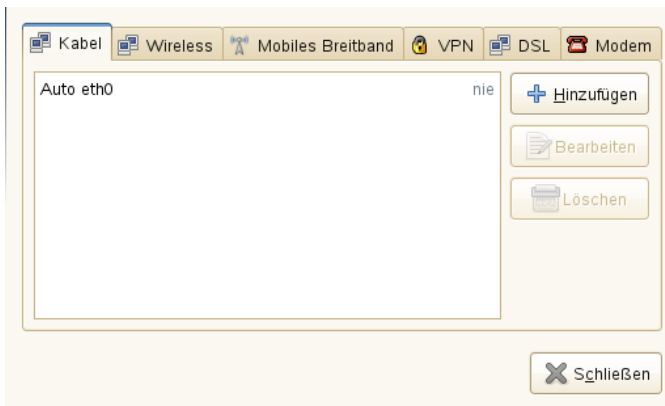 Kabel Wireless Mobiles Breitband VPN DSL Modem
Auto eth0 nie
Hinzufügen
Bearbeiten
Löschen
Schließen